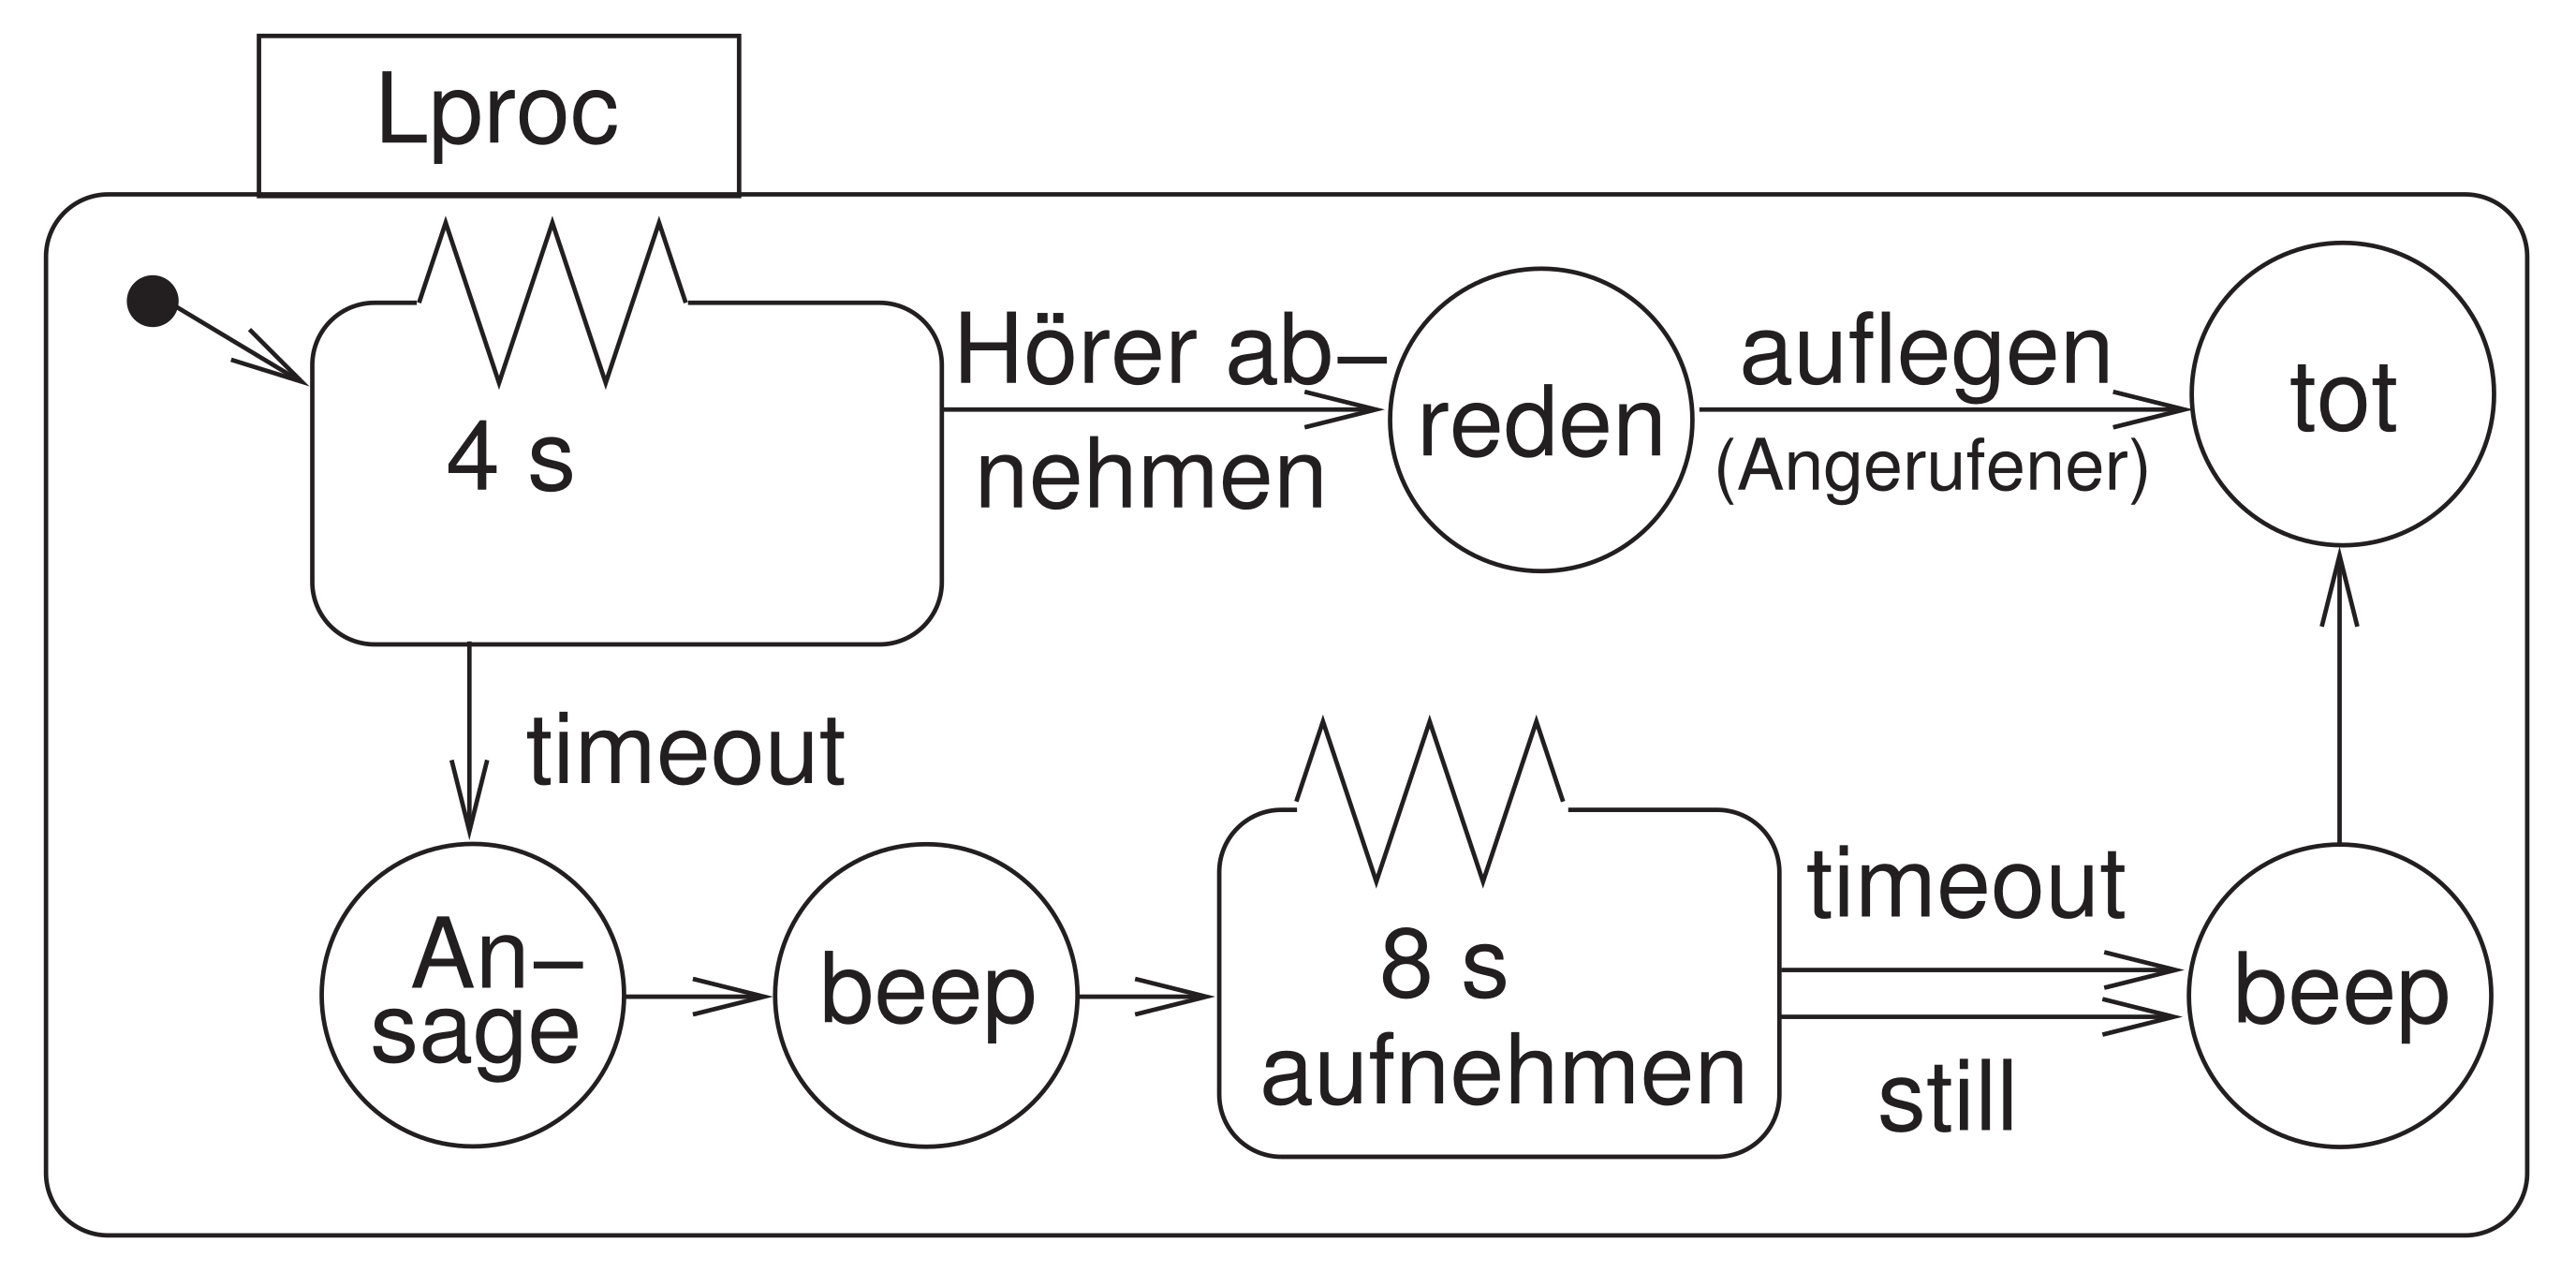 Lproc
4 s
Hörer ab–
nehmen
reden
auflegen
(Angerufener)
tot
timeout
An–
sage
beep
8 s
aufnehmen
timeout
still
beep